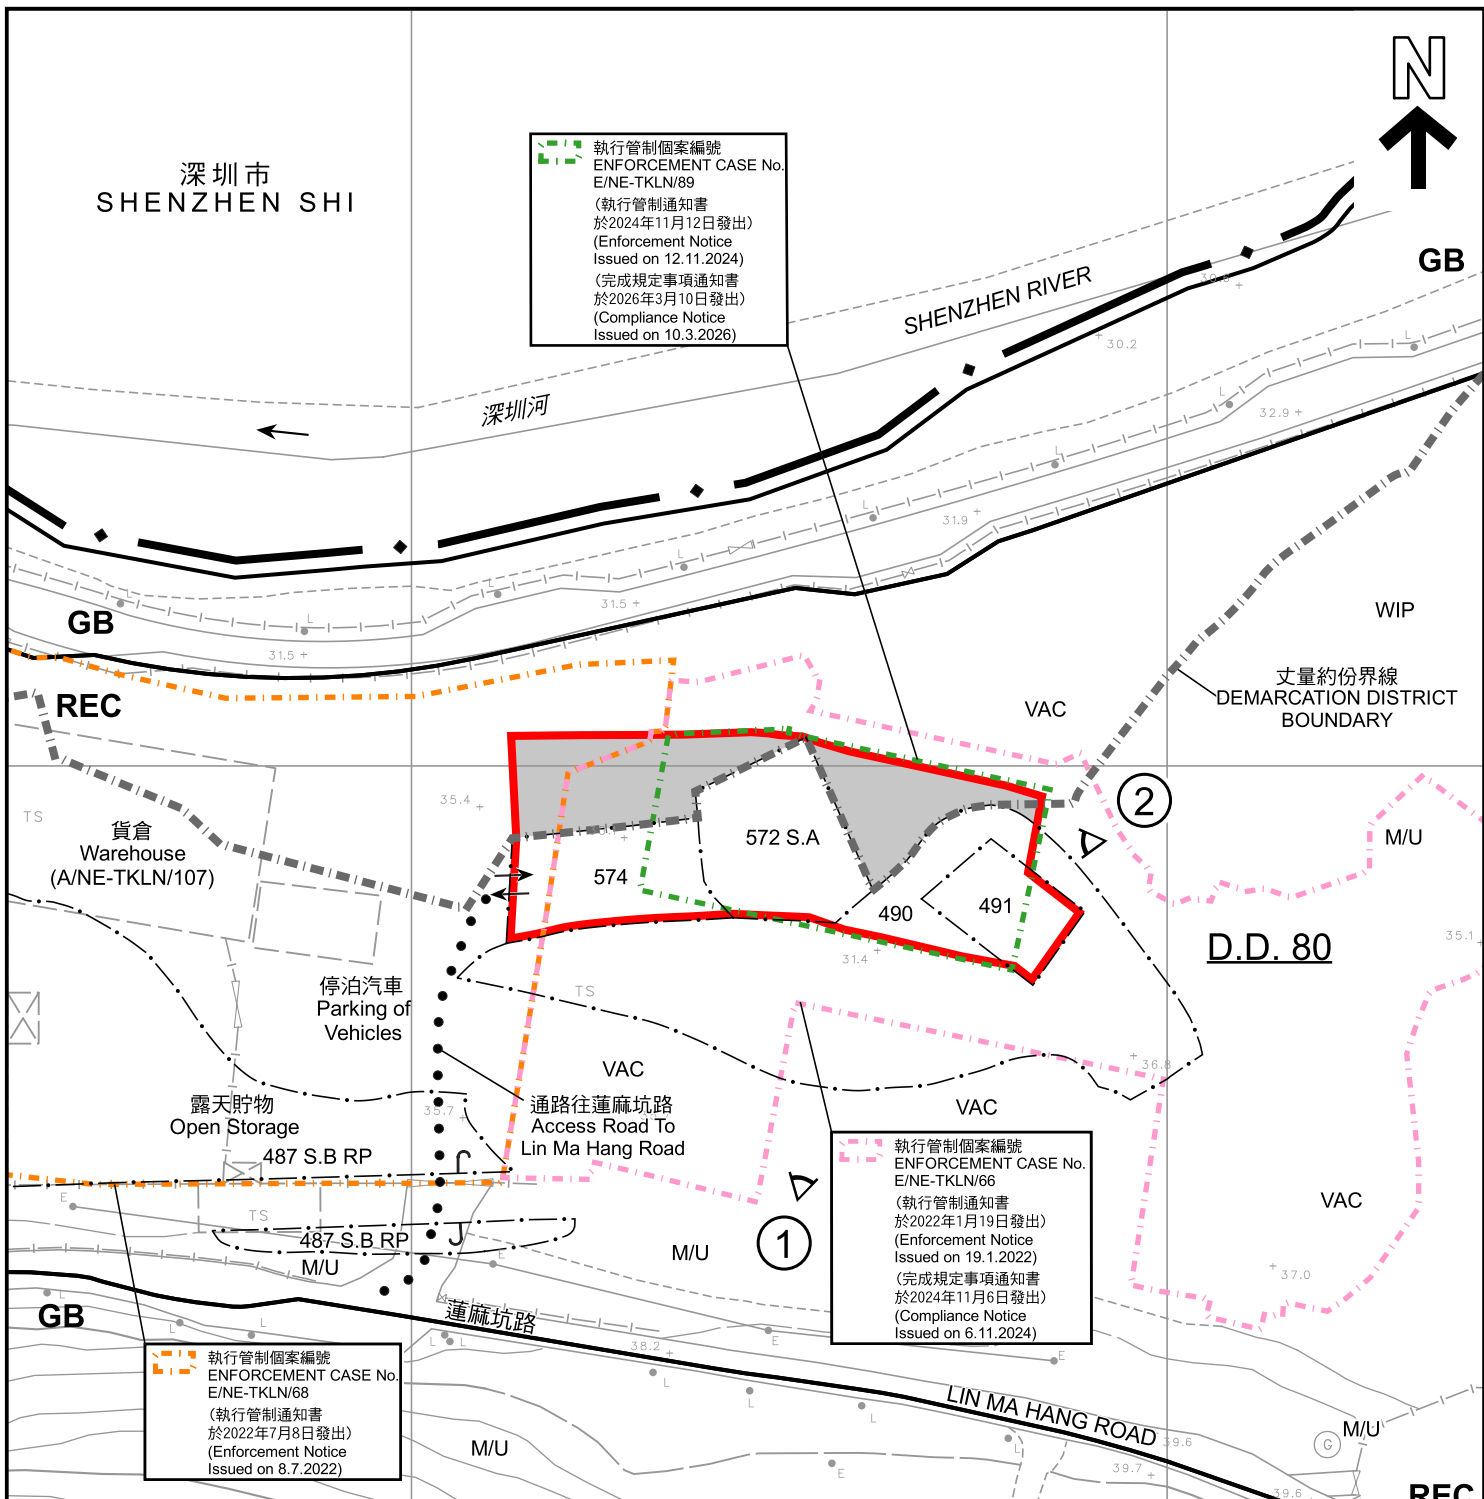 N
深圳市
SHENZHEN SHI
執行管制個案編號
ENFORCEMENT CASE No.
E/NE-TKLN/89
(執行管制通知書
於2024年11月12日發出)
(Enforcement Notice
Issued on 12.11.2024)
(完成規定事項通知書
於2026年3月10日發出)
(Compliance Notice
Issued on 10.3.2026)
GB
SHENZHEN RIVER
30.6
30.2
深圳河
L
L
32.9
L
L
31.9
L
L
L
L
31.5
31.5
GB
WIP
REC
丈量約份界線
DEMARCATION DISTRICT
BOUNDARY
VAC
35.4
TS
2
貨倉
Warehouse
(A/NE-TKLN/107)
572 S.A
M/U
574
490
491
D.D. 80
35.1
31.4
停泊汽車
Parking of
Vehicles
TS
VAC
36.8
露天貯物
Open Storage
35.7
通路往蓮麻坑路
Access Road To
Lin Ma Hang Road
VAC
487 S.B RP
執行管制個案編號
ENFORCEMENT CASE No.
E/NE-TKLN/66
(執行管制通知書
於2022年1月19日發出)
(Enforcement Notice
Issued on 19.1.2022)
(完成規定事項通知書
於2024年11月6日發出)
(Compliance Notice
Issued on 6.11.2024)
E
TS
VAC
487 S.B RP
M/U
1
M/U
E
37.0
L
GB
蓮麻坑路
L
L
L
L
38.2
E
E
執行管制個案編號
ENFORCEMENT CASE No.
E/NE-TKLN/68
(執行管制通知書
於2022年7月8日發出)
(Enforcement Notice
Issued on 8.7.2022)
L
L
L
LIN MA HANG ROAD
M/U
L
39.6
G
M/U
E
39.7
39.6
REC